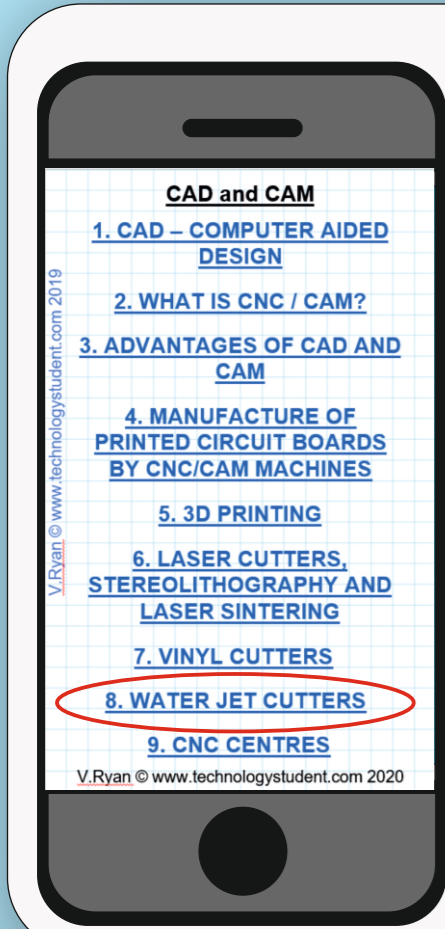 CAD and CAM
1. CAD – COMPUTER AIDED
DESIGN
2. WHAT IS CNC / CAM?
3. ADVANTAGES OF CAD AND
CAM
4. MANUFACTURE OF
PRINTED CIRCUIT BOARDS
BY CNC/CAM MACHINES
5. 3D PRINTING
6. LASER CUTTERS,
STEREOLITHOGRAPHY AND
LASER SINTERING
7. VINYL CUTTERS
8. WATER JET CUTTERS
9. CNC CENTRES
V.Ryan © www.technologystudent.com 2020
V.Ryan © www.technologystudent.com 2019